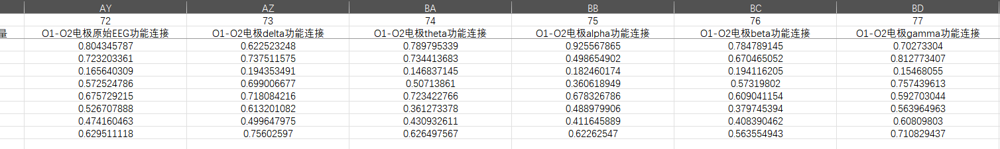 AY AZ BA BB BC BD
72 73 74 75 76 77
量 O1-O2电极原始EEG功能连接 O1-O2电极delta功能连接 O1-O2电极theta功能连接 O1-O2电极alpha功能连接 O1-O2电极beta功能连接 O1-O2电极gamma功能连接
0.804345787 0.622523248 0.789795339 0.925567865 0.784789145 0.70273304
0.723203361 0.737511575 0.734413683 0.498654902 0.670465052 0.812773407
0.165640309 0.194353491 0.146837145 0.182460174 0.194116205 0.15468055
0.572524786 0.699006677 0.50713861 0.360618949 0.57319802 0.757439613
0.675729215 0.718084216 0.723422766 0.678326786 0.609041154 0.592703044
0.526707888 0.613201082 0.361273378 0.488979906 0.379745394 0.563964963
0.474160463 0.499647975 0.430932611 0.411645889 0.408390462 0.60809803
0.629511118 0.75602597 0.626497567 0.62262547 0.563554943 0.710829437